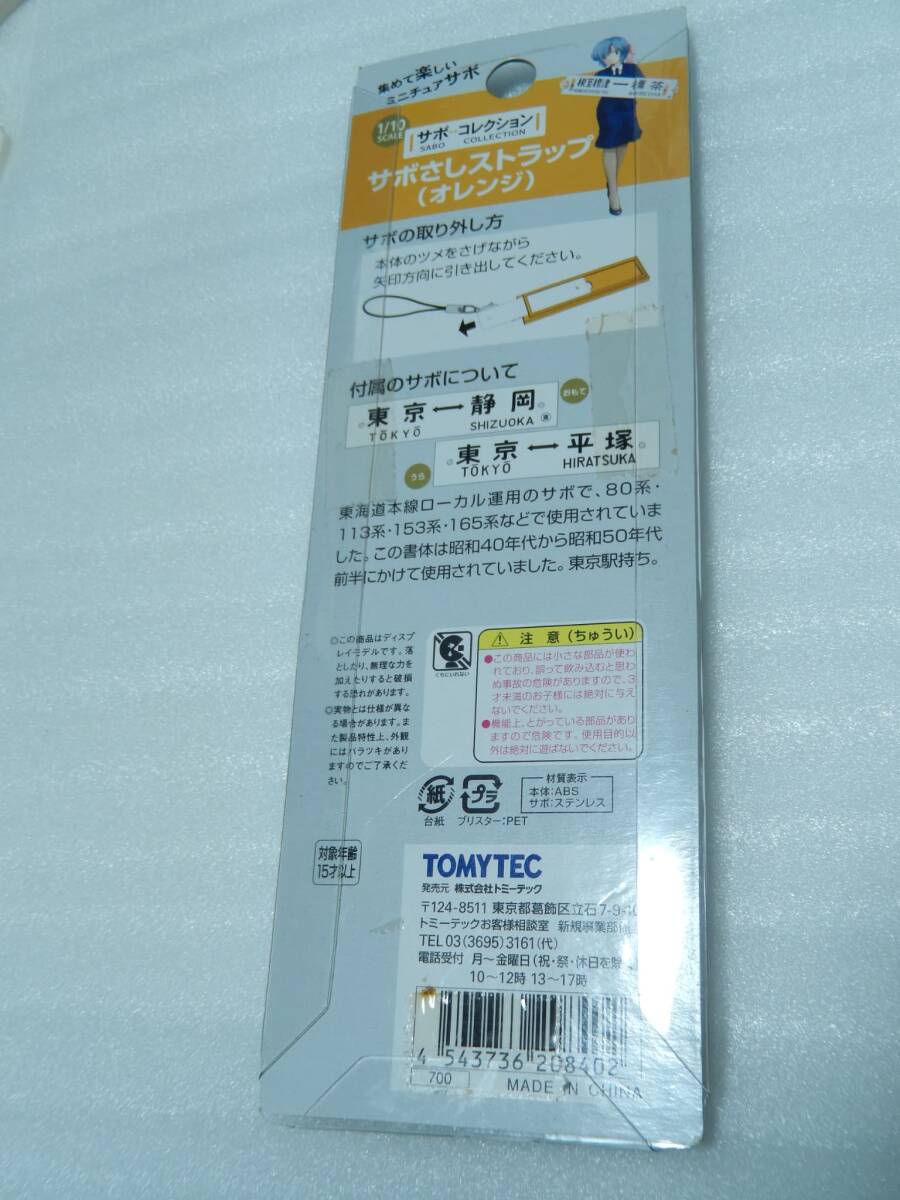 集めて楽しい
ミニチュアサボ
1/10
SCALE
サボ コレクション
SABO COLLECTION
サボさしストラップ
(オレンジ)
サボの取り外し方
本体のツメをさげながら
矢印方向に引き出してください。
付属のサボについて
東京 ー 静岡
TŌKYŌ SHIZUOKA
おもて
東京 ー 平塚
TŌKYŌ HIRATSUKA
うら
東海道本線ローカル運用のサボで、80系・
113系・153系・165系などで使用されていま
した。この書体は昭和40年代から昭和50年代
前半にかけて使用されていました。東京駅持ち。
◎この商品はディスプ
レイモデルです。落
としたり、無理な力を
加えたりすると破損
する恐れがあります。
◎実物とは仕様が異な
る場合があります。ま
た製品特性上、外観
にはバラツキがあり
ますのでご了承くだ
さい。
くちにいれない
⚠ 注意(ちゅうい)
●この商品には小さな部品が使わ
れており、誤って飲み込むと思わ
ぬ事故の危険がありますので、3
才未満のお子様には絶対に与え
ないでください。
●機能上、とがっている部品があり
ますので危険です。使用目的以
外は絶対に遊ばないでください。
紙
台紙
プラ
ブリスター:PET
材質表示
本体:ABS
サボ:ステンレス
対象年齢
15才以上
TOMYTEC
発売元 株式会社トミーテック
〒124-8511 東京都葛飾区立石7-9-10
トミーテックお客様相談室 新規事業部
TEL 03(3695)3161(代)
電話受付 月〜金曜日(祝・祭・休日を除
10〜12時 13〜17時
4 543736 208402
700
MADE IN CHINA